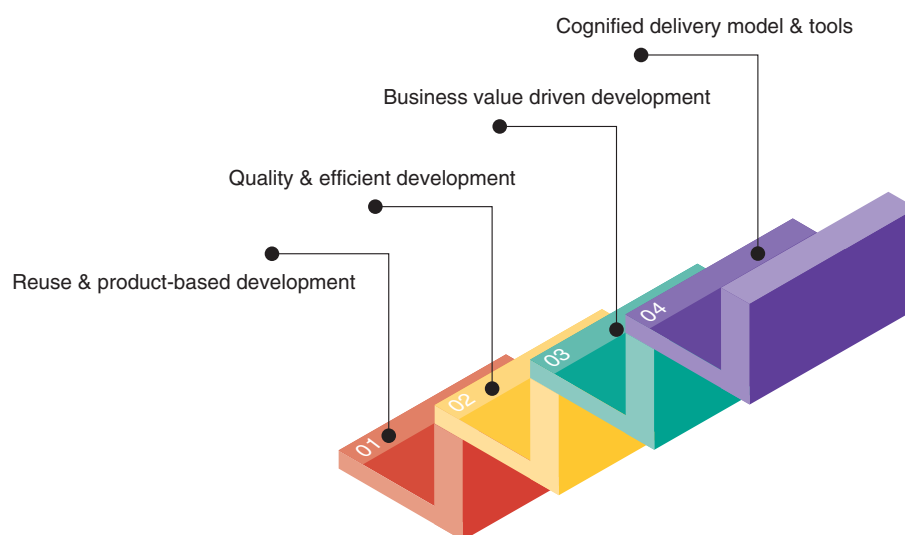 Cognified delivery model & tools
Business value driven development
Quality & efficient development
Reuse & product-based development
04
03
02
01